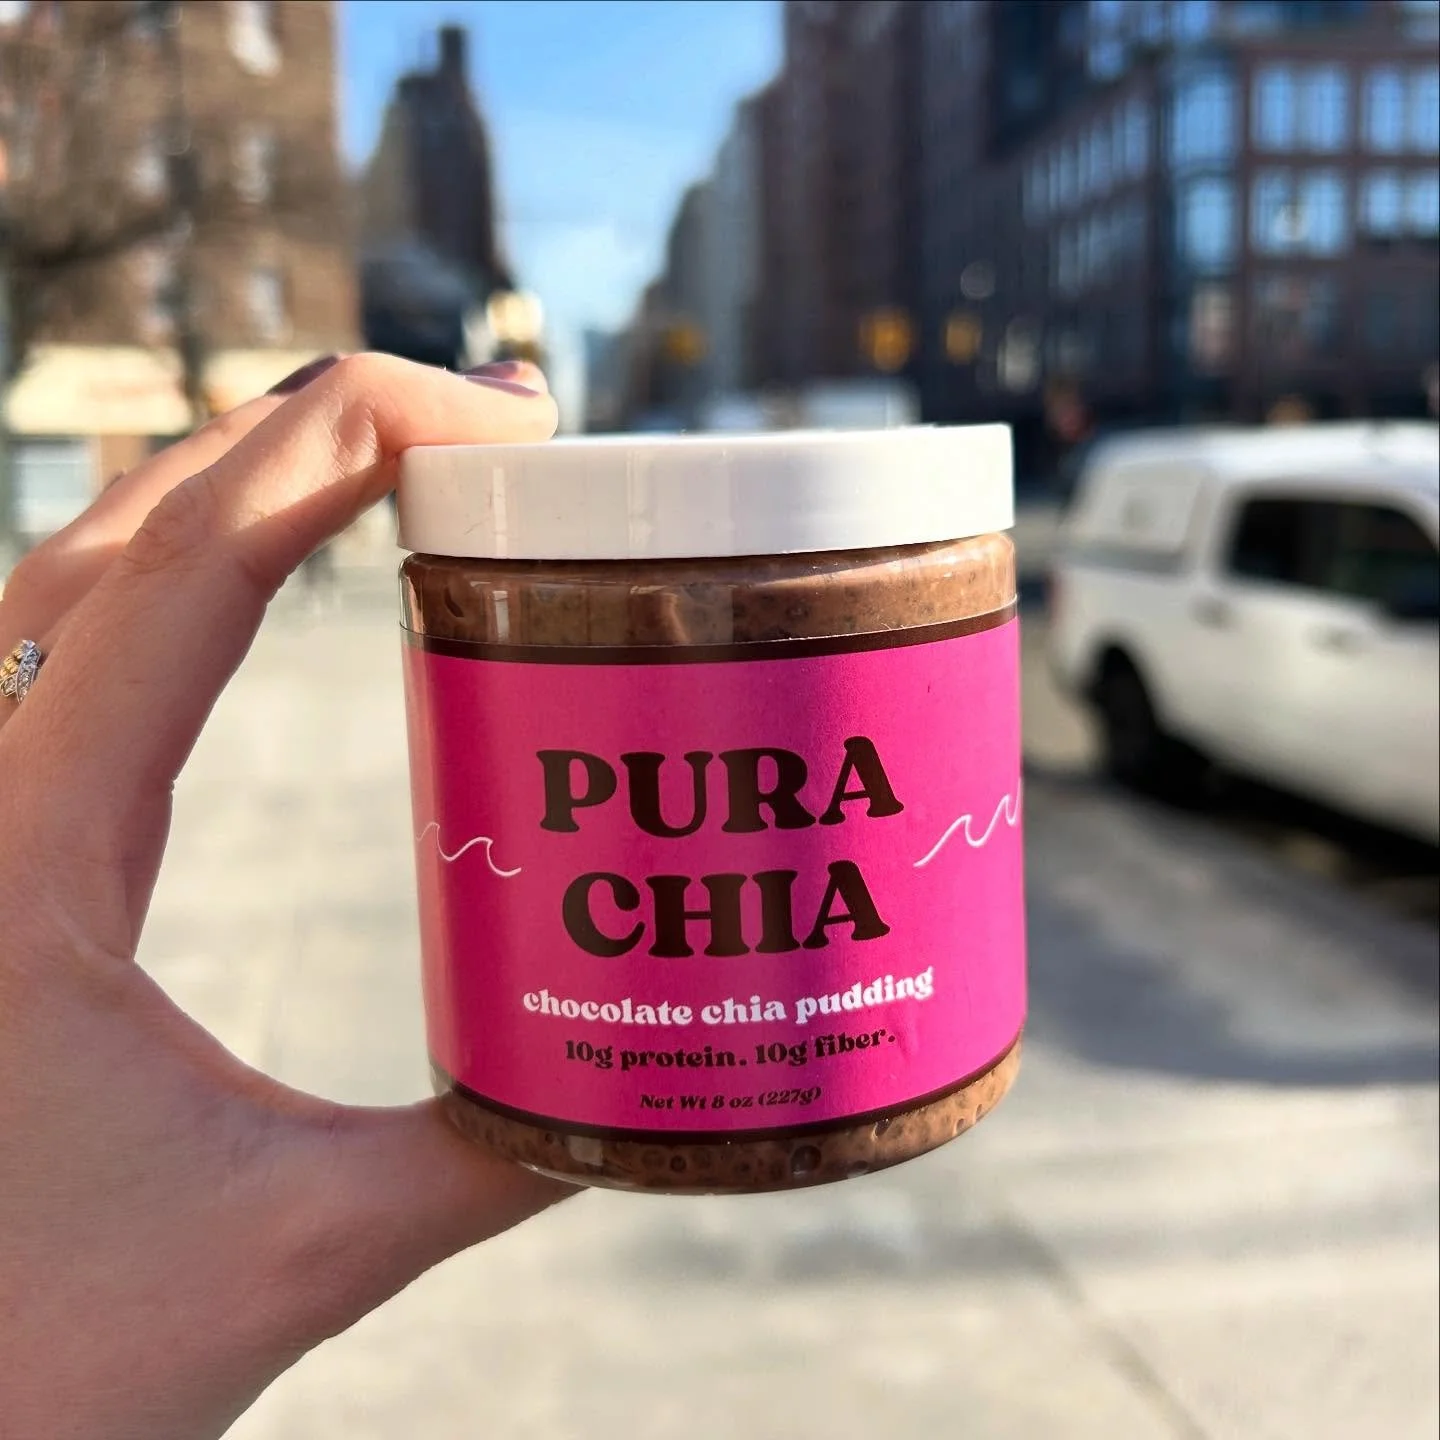 PURA
CHIA
chocolate chia pudding
10g protein. 10g fiber.
Net Wt 8 oz (227g)